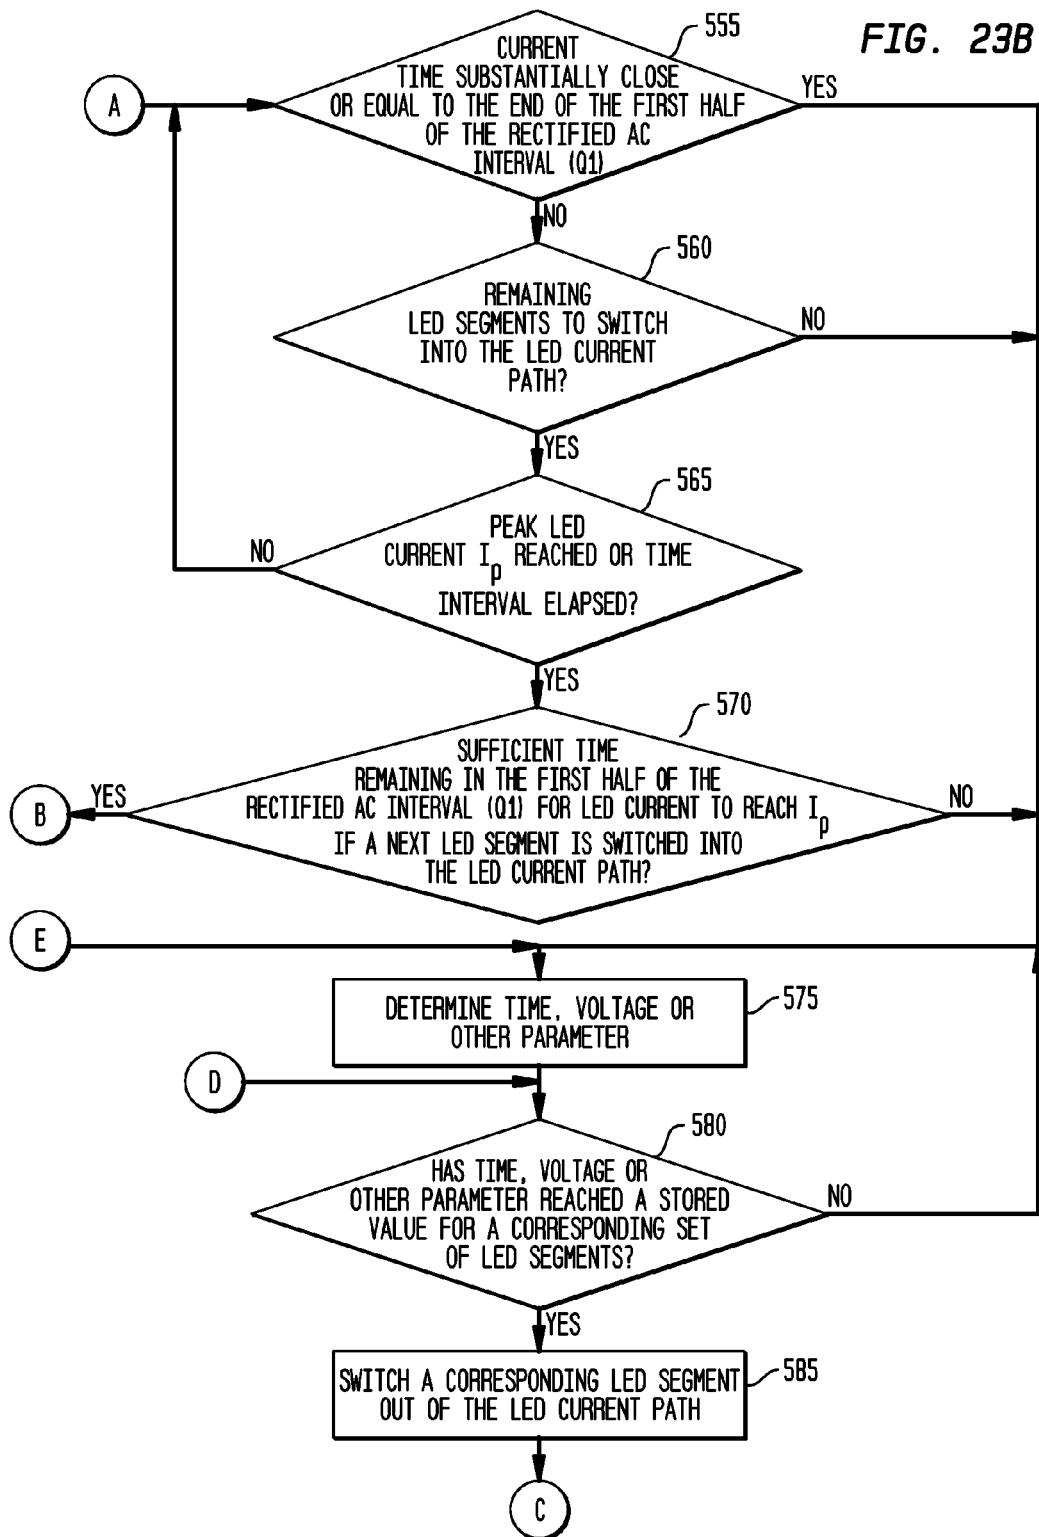 FIG. 23B
555
CURRENT
TIME SUBSTANTIALLY CLOSE
OR EQUAL TO THE END OF THE FIRST HALF
OF THE RECTIFIED AC
INTERVAL (Q1)
YES
A
NO
560
REMAINING
LED SEGMENTS TO SWITCH
INTO THE LED CURRENT
PATH?
NO
YES
565
PEAK LED
CURRENT Ip REACHED OR TIME
INTERVAL ELAPSED?
NO
YES
570
SUFFICIENT TIME
REMAINING IN THE FIRST HALF OF THE
RECTIFIED AC INTERVAL (Q1) FOR LED CURRENT TO REACH Ip
IF A NEXT LED SEGMENT IS SWITCHED INTO
THE LED CURRENT PATH?
YES
B
NO
E
DETERMINE TIME, VOLTAGE OR
OTHER PARAMETER
575
D
580
HAS TIME, VOLTAGE OR
OTHER PARAMETER REACHED A STORED
VALUE FOR A CORRESPONDING SET
OF LED SEGMENTS?
NO
YES
SWITCH A CORRESPONDING LED SEGMENT
OUT OF THE LED CURRENT PATH
585
C